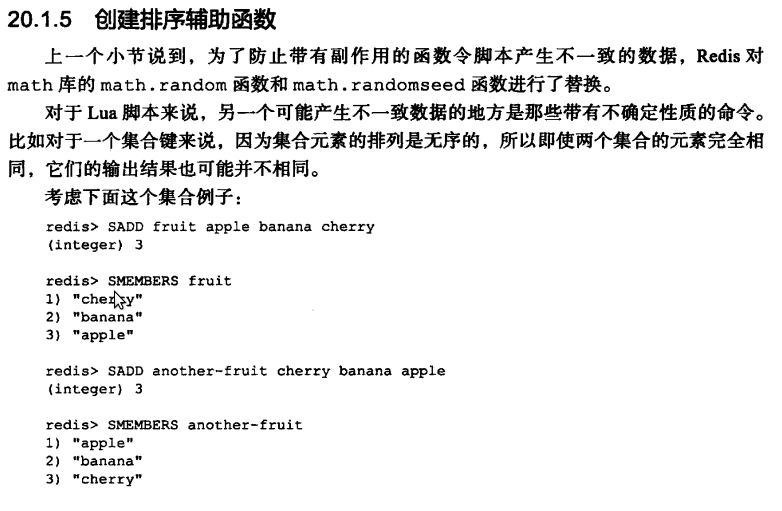 20.1.5 创建排序辅助函数
上一个小节说到，为了防止带有副作用的函数令脚本产生不一致的数据，Redis 对
math 库的 math.random 函数和 math.randomseed 函数进行了替换。
对于 Lua 脚本来说，另一个可能产生不一致数据的地方是那些带有不确定性质的命令。
比如对于一个集合键来说，因为集合元素的排列是无序的，所以即使两个集合的元素完全相
同，它们的输出结果也可能并不相同。
考虑下面这个集合例子：
redis> SADD fruit apple banana cherry
(integer) 3
redis> SMEMBERS fruit
1) "cherry"
2) "banana"
3) "apple"
redis> SADD another-fruit cherry banana apple
(integer) 3
redis> SMEMBERS another-fruit
1) "apple"
2) "banana"
3) "cherry"